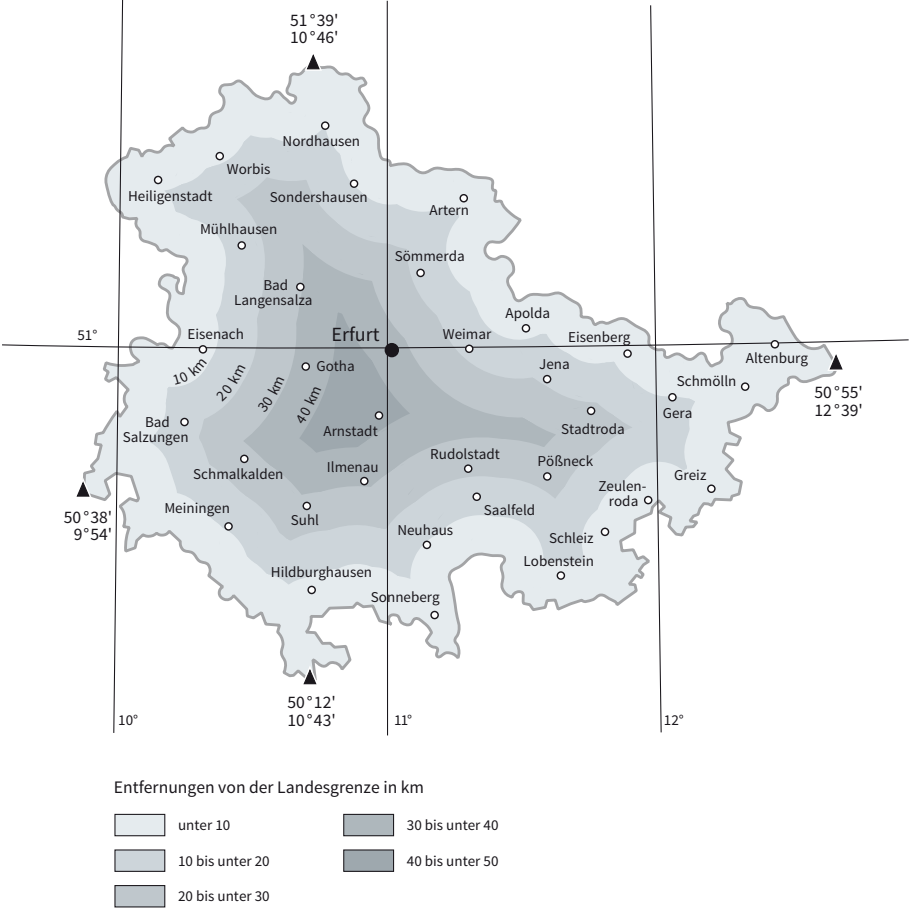 51°39'
10°46'
Nordhausen
Worbis
Heiligenstadt
Sondershausen
Artern
Mühlhausen
Sömmerda
Bad
Langensalza
Apolda
51°
Eisenach
Erfurt
Weimar
Eisenberg
Altenburg
10 km
20 km
30 km
40 km
Gotha
Jena
Schmölln
50°55'
12°39'
Gera
Bad
Salzungen
Arnstadt
Stadtroda
Rudolstadt
Pößneck
Schmalkalden
Ilmenau
Greiz
Zeulen-
roda
50°38'
9°54'
Meiningen
Suhl
Saalfeld
Neuhaus
Schleiz
Lobenstein
Hildburghausen
Sonneberg
50°12'
10°43'
10°
11°
12°
Entfernungen von der Landesgrenze in km
unter 10
30 bis unter 40
10 bis unter 20
40 bis unter 50
20 bis unter 30